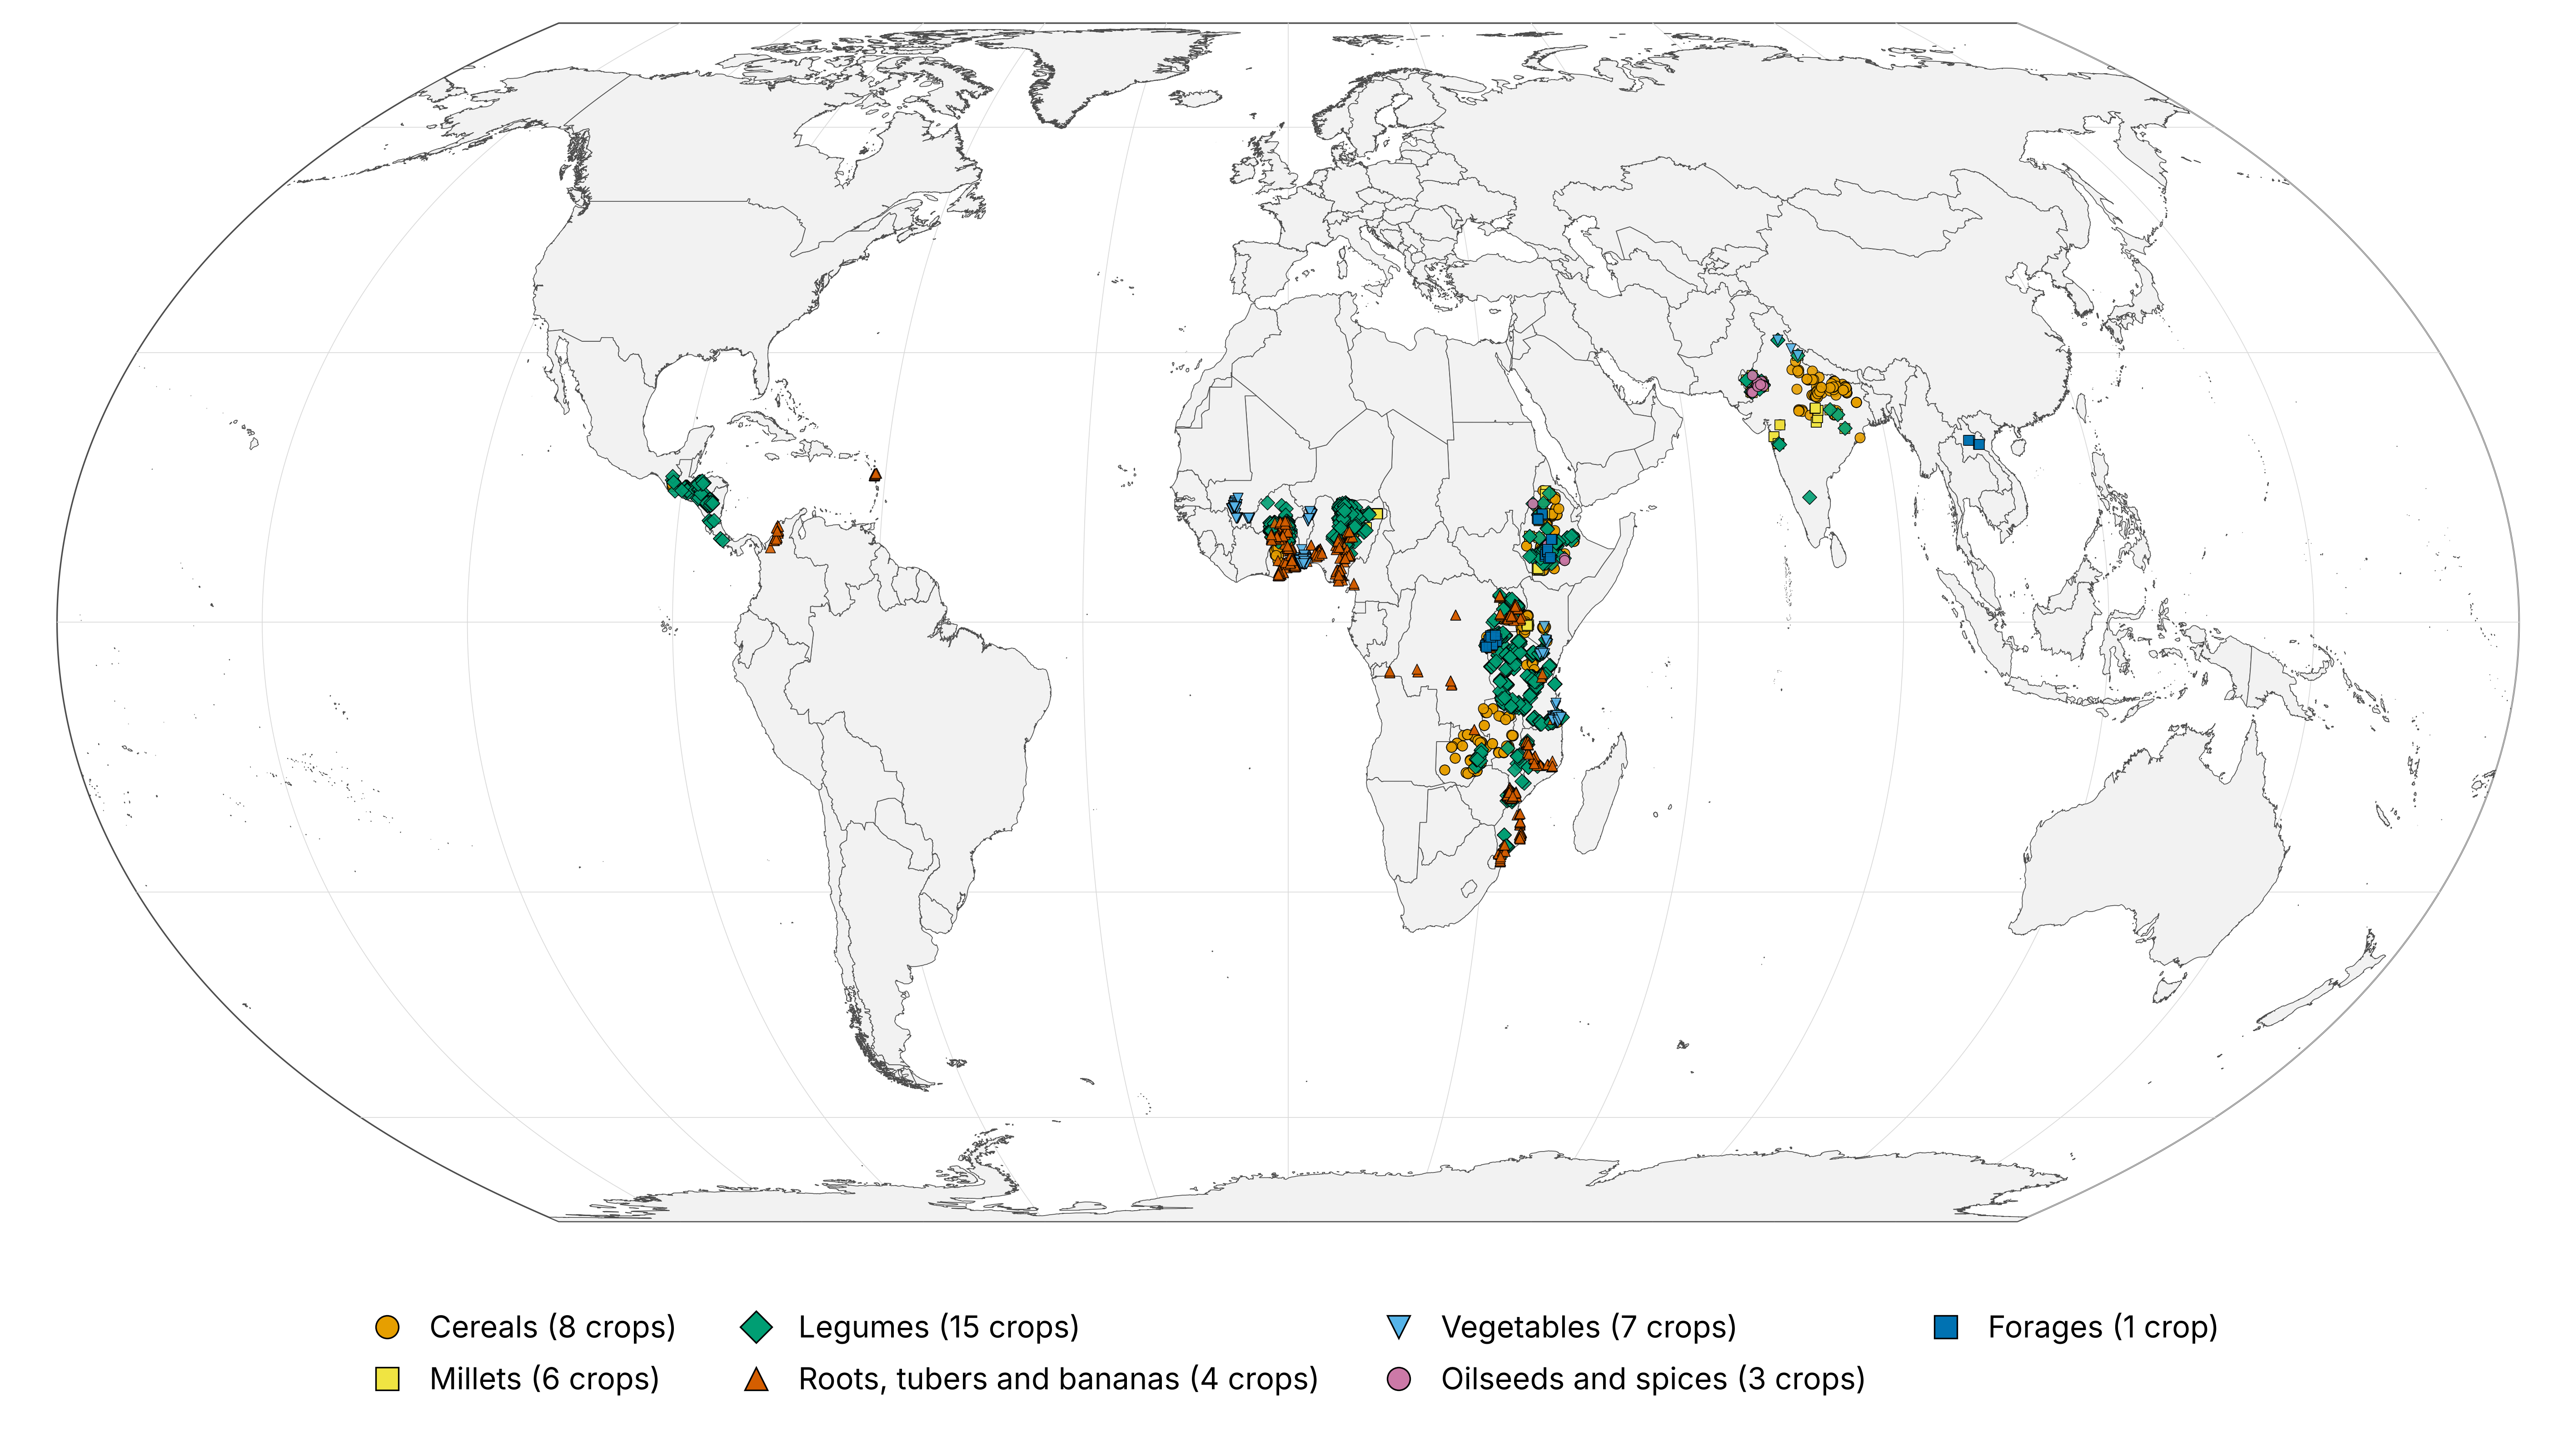 Cereals (8 crops)
Legumes (15 crops)
Vegetables (7 crops)
Forages (1 crop)
Millets (6 crops)
Roots, tubers and bananas (4 crops)
Oilseeds and spices (3 crops)